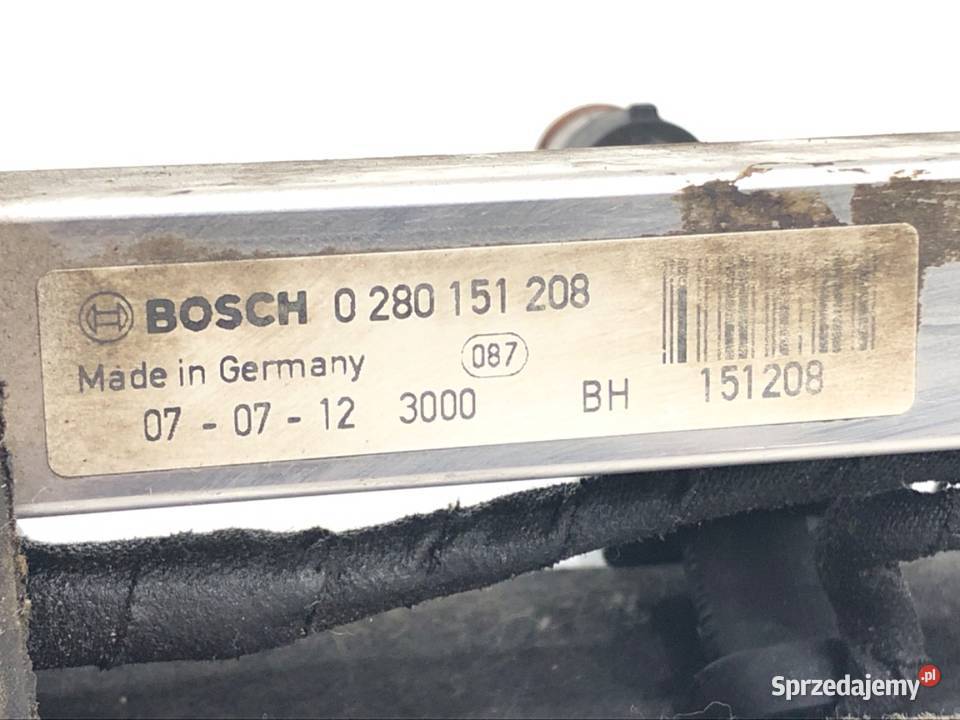 BOSCH 0 280 151 208
Made in Germany 087
07 - 07 - 12 3000 BH 151208
Sprzedajemy.pl